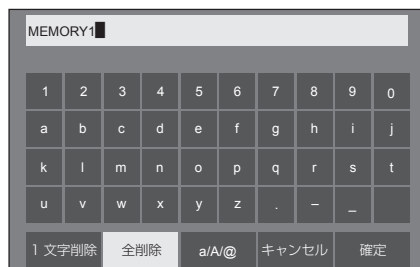 MEMORY1
1 2 3 4 5 6 7 8 9 0
a b c d e f g h i j
k l m n o p q r s t
u v w x y z . – _
1文字削除 全削除 a/A/@ キャンセル 確定